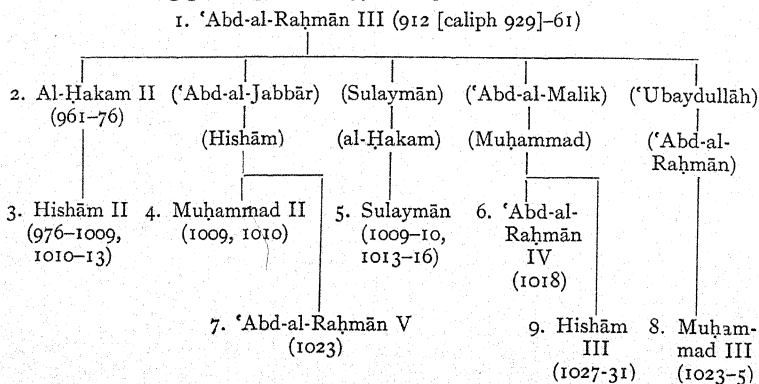 1. ʿAbd-al-Raḥmān III (912 [caliph 929]–61)
2. Al-Ḥakam II (ʿAbd-al-Jabbār) (Sulaymān) (ʿAbd-al-Malik) (ʿUbaydullāh)
(961–76)
(Hishām) (al-Ḥakam) (Muḥammad) (ʿAbd-al-
Raḥmān)
3. Hishām II 4. Muḥammad II 5. Sulaymān 6. ʿAbd-al-
(976–1009, (1009, 1010) (1009–10, Raḥmān
1010–13) 1013–16) IV
(1018)
7. ʿAbd-al-Raḥmān V 9. Hishām 8. Muḥam-
(1023) III mad III
(1027-31) (1023–5)